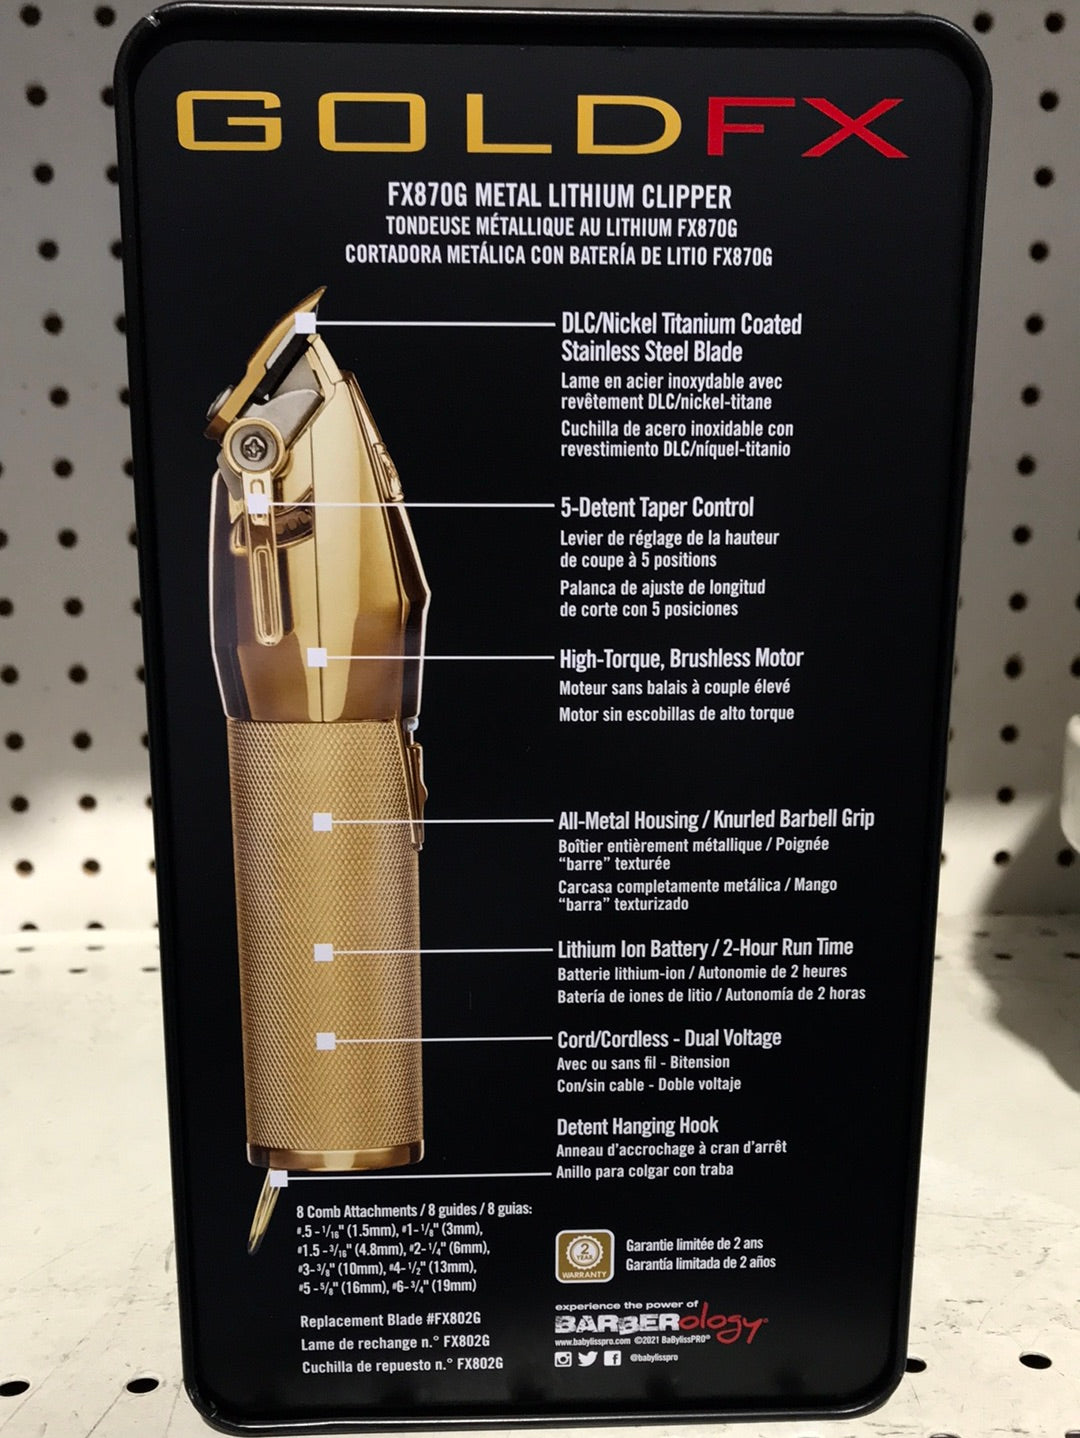 GOLDFX
FX870G METAL LITHIUM CLIPPER
TONDEUSE MÉTALLIQUE AU LITHIUM FX870G
CORTADORA METÁLICA CON BATERÍA DE LITIO FX870G
DLC/Nickel Titanium Coated
Stainless Steel Blade
Lame en acier inoxydable avec
revêtement DLC/nickel-titane
Cuchilla de acero inoxidable con
revestimiento DLC/níquel-titanio
5-Detent Taper Control
Levier de réglage de la hauteur
de coupe à 5 positions
Palanca de ajuste de longitud
de corte con 5 posiciones
High-Torque, Brushless Motor
Moteur sans balais à couple élevé
Motor sin escobillas de alto torque
All-Metal Housing / Knurled Barbell Grip
Boîtier entièrement métallique / Poignée
“barre” texturée
Carcasa completamente metálica / Mango
“barra” texturizado
Lithium Ion Battery / 2-Hour Run Time
Batterie lithium-ion / Autonomie de 2 heures
Batería de iones de litio / Autonomía de 2 horas
Cord/Cordless - Dual Voltage
Avec ou sans fil - Bitension
Con/sin cable - Doble voltaje
Detent Hanging Hook
Anneau d'accrochage à cran d'arrêt
Anillo para colgar con traba
8 Comb Attachments / 8 guides / 8 guias:
#.5 - 1/16" (1.5mm), #1- 1/8" (3mm),
#1.5 - 3/16" (4.8mm), #2- 1/4" (6mm),
#3- 3/8" (10mm), #4- 1/2" (13mm),
#5 - 5/8" (16mm), #6- 3/4" (19mm)
Replacement Blade #FX802G
Lame de rechange n.° FX802G
Cuchilla de repuesto n.° FX802G
2
YEAR
WARRANTY
Garantie limitée de 2 ans
Garantía limitada de 2 años
experience the power of
BARBERology®
www.babylisspro.com ©2021 BaBylissPRO®
@babylisspro